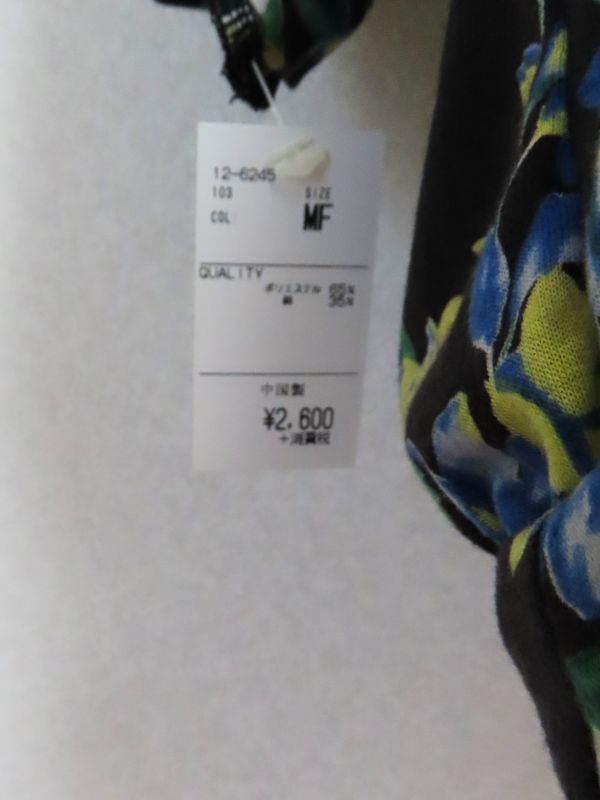 12-6245
103 SIZE
COL: MF
QUALITY
ポリエステル 65%
綿 35%
中国製
¥2,600
+消費税